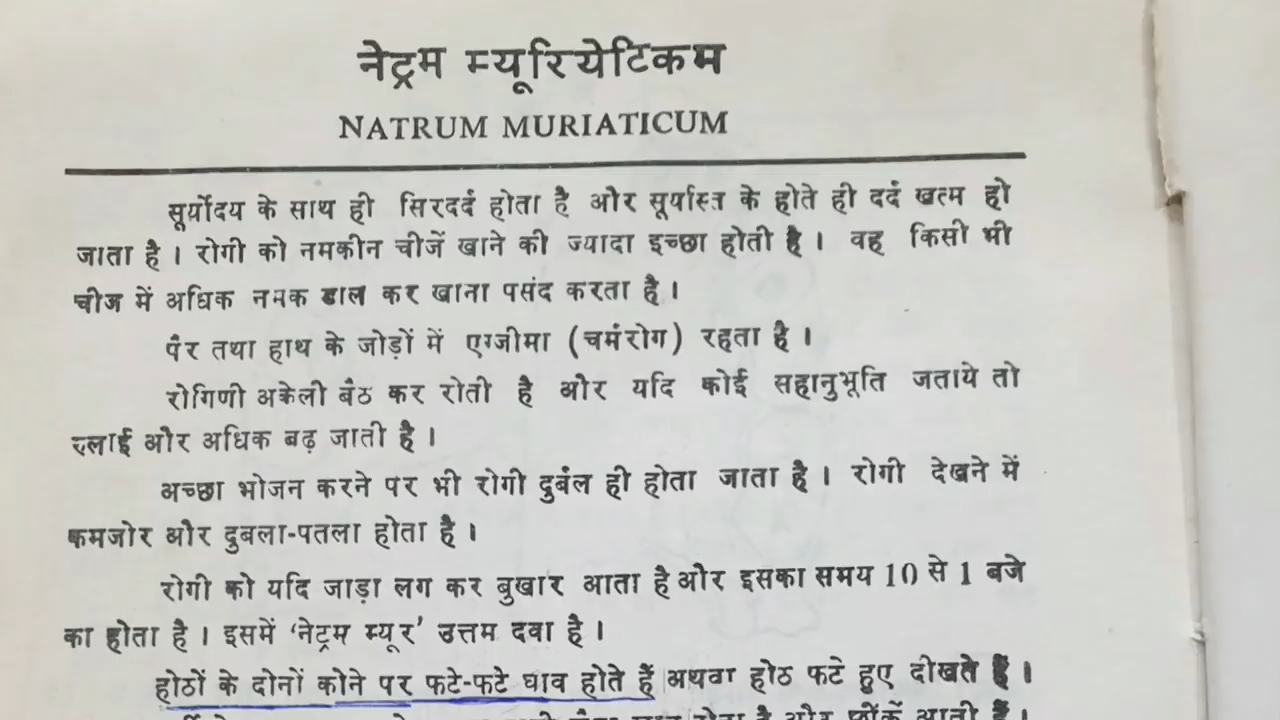 नेट्रम म्यूरियेटिकम
NATRUM MURIATICUM
सूर्योदय के साथ ही सिरदर्द होता है और सूर्यास्त के होते ही दर्द खत्म हो
जाता है । रोगी को नमकीन चीजें खाने की ज्यादा इच्छा होती है । वह किसी भी
चीज में अधिक नमक डाल कर खाना पसंद करता है ।
पैर तथा हाथ के जोड़ों में एग्जीमा (चर्मरोग) रहता है ।
रोगिणी अकेली बैठ कर रोती है और यदि कोई सहानुभूति जताये तो
रुलाई और अधिक बढ़ जाती है ।
अच्छा भोजन करने पर भी रोगी दुर्बल ही होता जाता है । रोगी देखने में
कमजोर और दुबला-पतला होता है ।
रोगी को यदि जाड़ा लग कर बुखार आता है और इसका समय 10 से 1 बजे
का होता है । इसमें ‘नेट्रम म्यूर’ उत्तम दवा है ।
होठों के दोनों कोने पर फटे-फटे घाव होते हैं अथवा होठ फटे हुए दीखते हैं ।
होता है और छींकें आती हैं ।